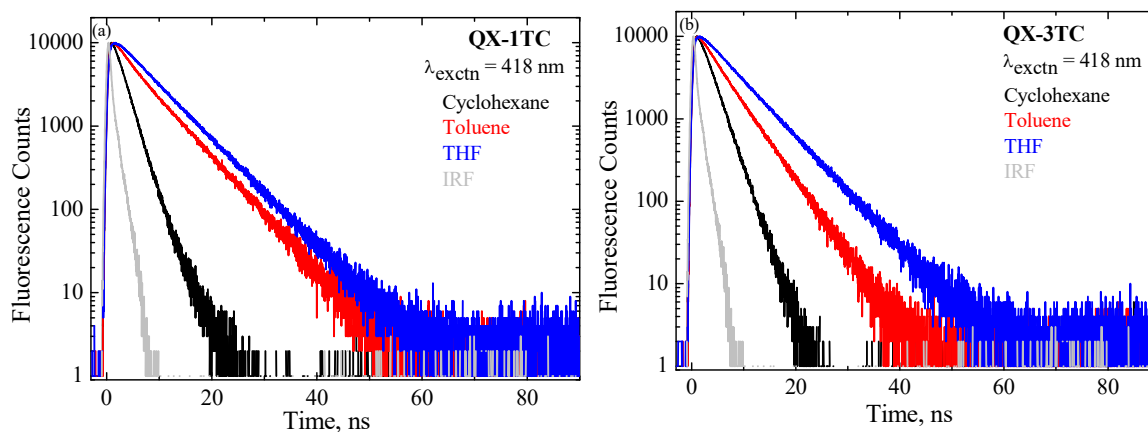 (a)
QX-1TC
λexctn = 418 nm
Cyclohexane
Toluene
THF
IRF
10000
1000
100
10
1
Fluorescence Counts
0 20 40 60 80
Time, ns
(b)
QX-3TC
λexctn = 418 nm
Cyclohexane
Toluene
THF
IRF
10000
1000
100
10
1
Fluorescence Counts
0 20 40 60 80
Time, ns